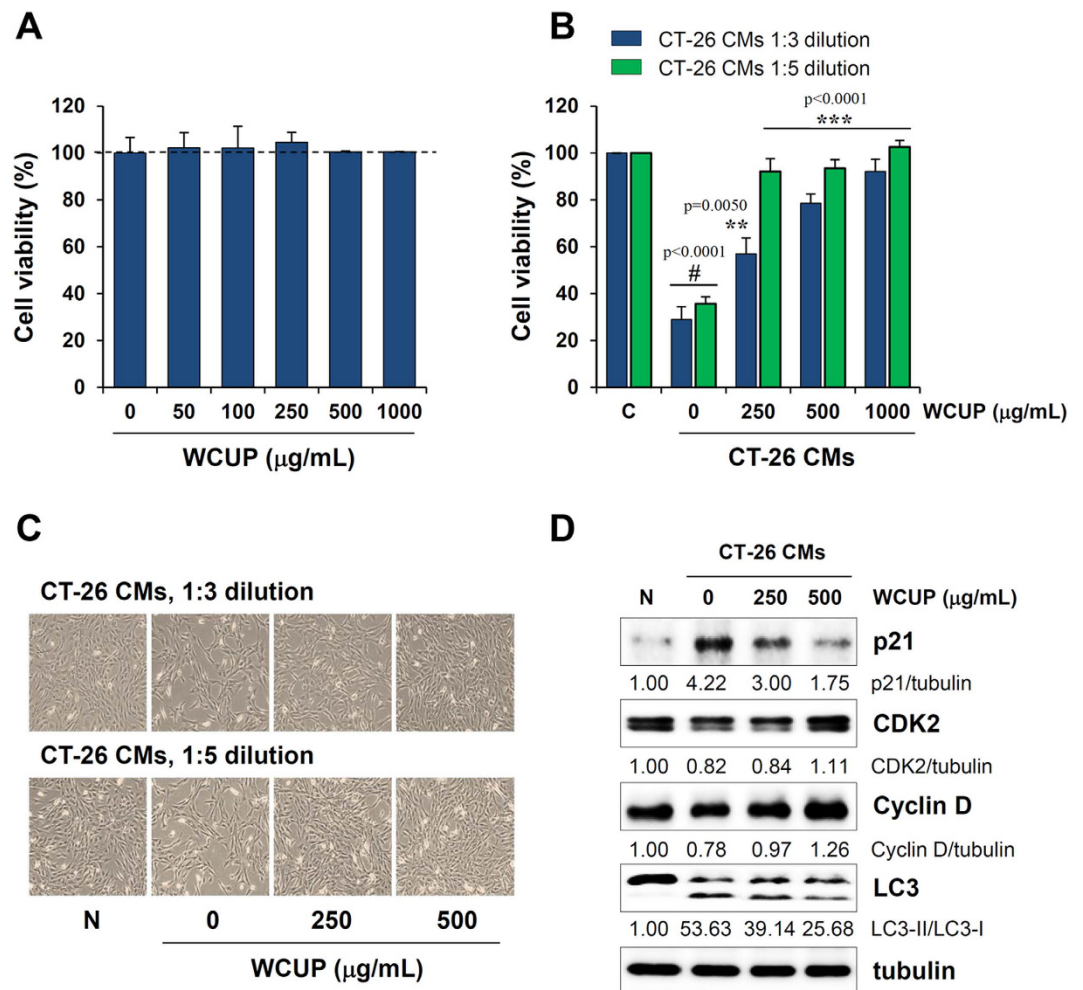 A
Cell viability (%)
120
100
80
60
40
20
0
0 50 100 250 500 1000
WCUP (μg/mL)
B
CT-26 CMs 1:3 dilution
CT-26 CMs 1:5 dilution
Cell viability (%)
120
100
80
60
40
20
0
p<0.0001
***
p=0.0050
**
p<0.0001
#
C 0 250 500 1000 WCUP (μg/mL)
CT-26 CMs
C
CT-26 CMs, 1:3 dilution
CT-26 CMs, 1:5 dilution
N 0 250 500
WCUP (μg/mL)
D
CT-26 CMs
N 0 250 500 WCUP (μg/mL)
p21
1.00 4.22 3.00 1.75 p21/tubulin
CDK2
1.00 0.82 0.84 1.11 CDK2/tubulin
Cyclin D
1.00 0.78 0.97 1.26 Cyclin D/tubulin
LC3
1.00 53.63 39.14 25.68 LC3-II/LC3-I
tubulin